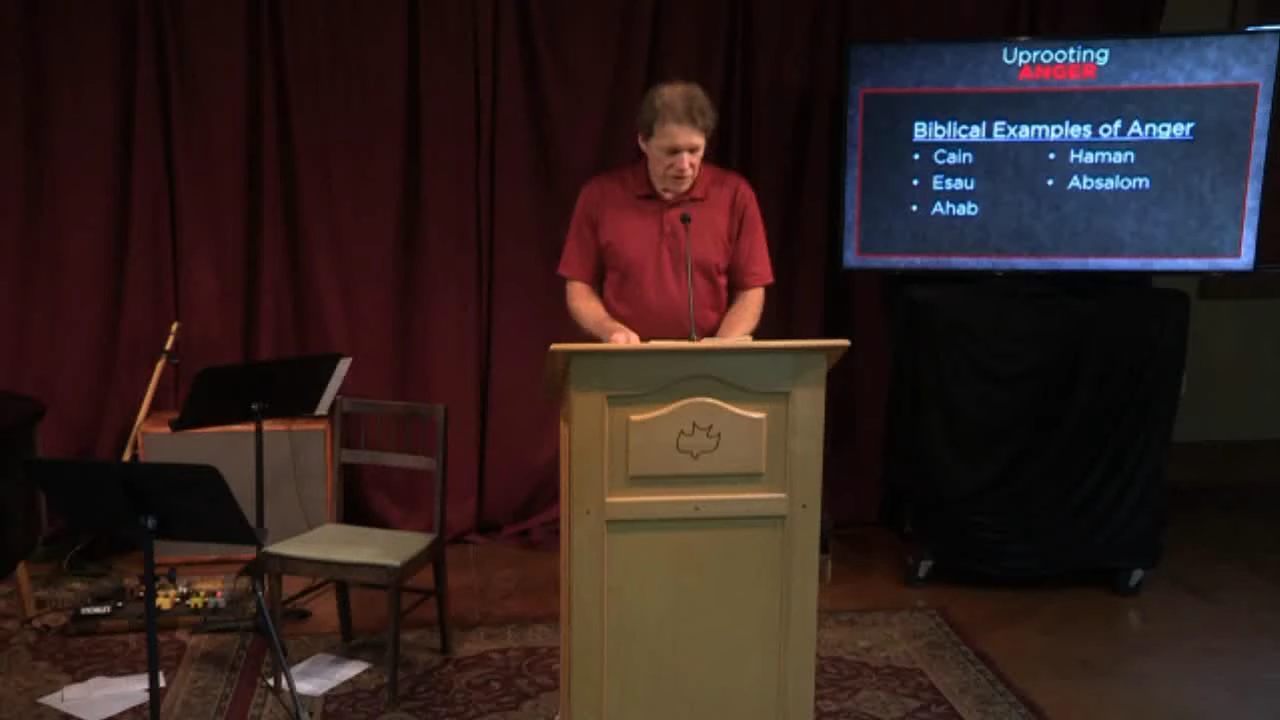 Uprooting
ANGER
Biblical Examples of Anger
• Cain
• Esau
• Ahab
• Haman
• Absalom